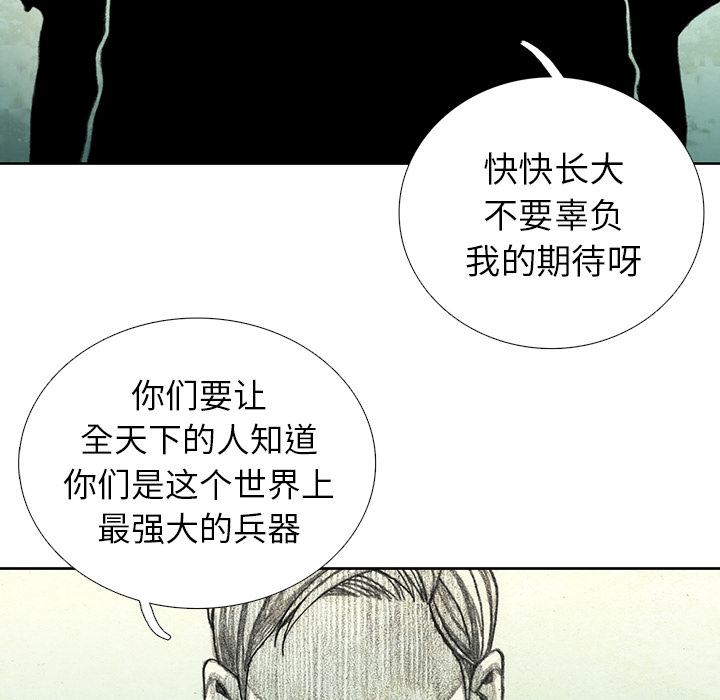 快快长大
不要辜负
我的期待呀
你们要让
全天下的人知道
你们是这个世界上
最强大的兵器